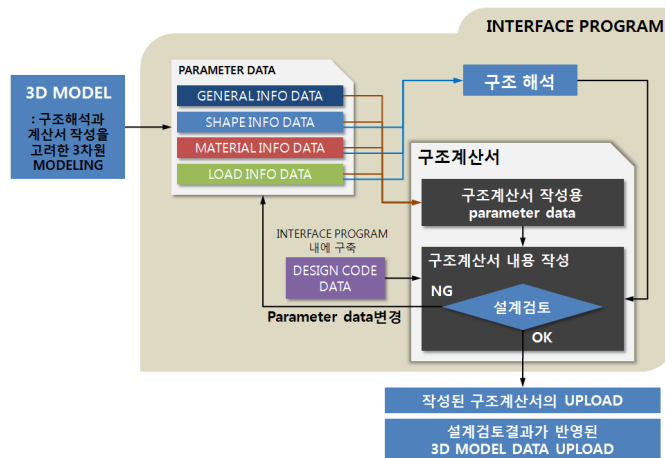 INTERFACE PROGRAM
3D MODEL
: 구조해석과
계산서 작성을
고려한 3차원
MODELING
PARAMETER DATA
GENERAL INFO DATA
SHAPE INFO DATA
MATERIAL INFO DATA
LOAD INFO DATA
구조 해석
구조계산서
구조계산서 작성용
parameter data
INTERFACE PROGRAM
내에 구축
DESIGN CODE
DATA
구조계산서 내용 작성
NG
설계검토
OK
Parameter data변경
작성된 구조계산서의 UPLOAD
설계검토결과가 반영된
3D MODEL DATA UPLOAD